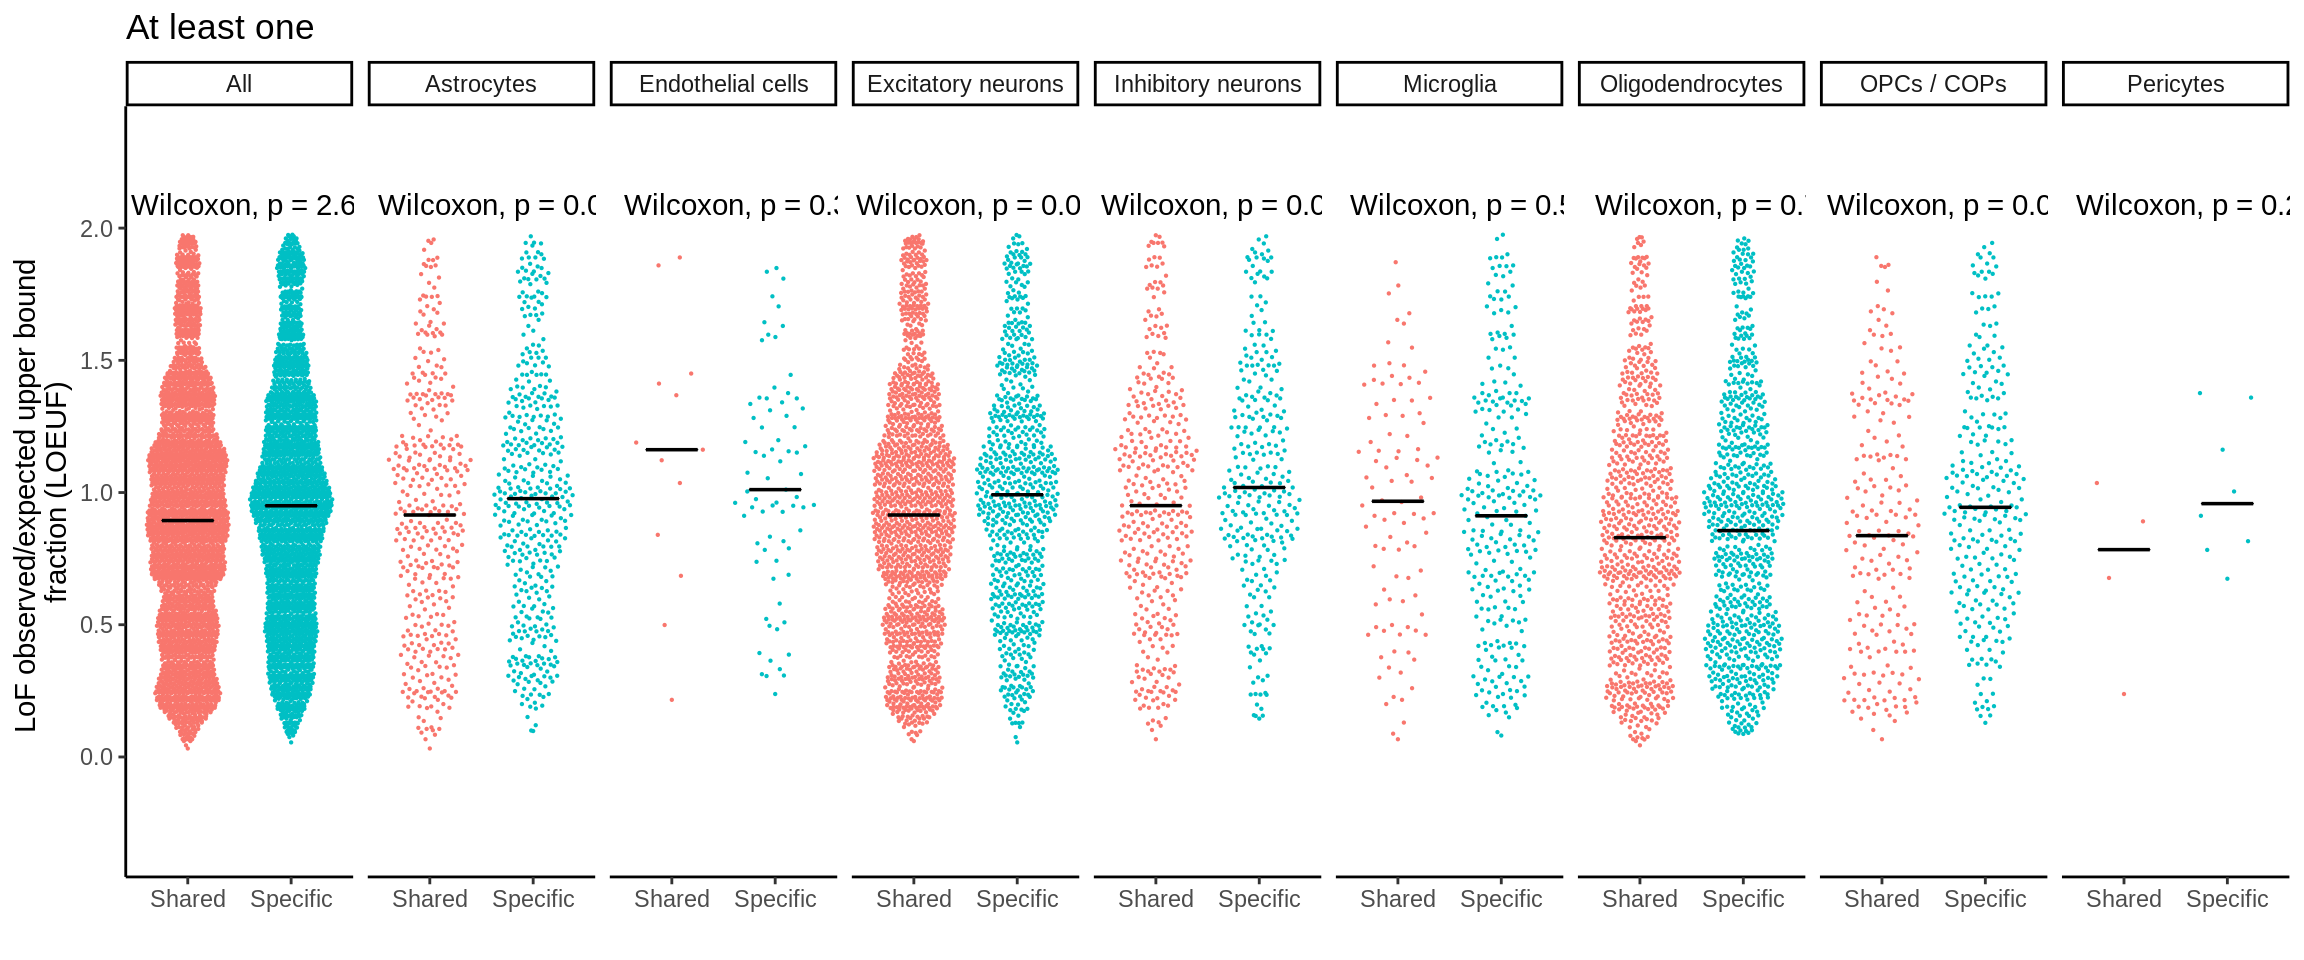 At least one
All Astrocytes Endothelial cells Excitatory neurons Inhibitory neurons Microglia Oligodendrocytes OPCs / COPs Pericytes
Wilcoxon, p = 2.6 Wilcoxon, p = 0.0 Wilcoxon, p = 0.3 Wilcoxon, p = 0.0 Wilcoxon, p = 0.0 Wilcoxon, p = 0.5 Wilcoxon, p = 0. Wilcoxon, p = 0.0 Wilcoxon, p = 0.2
2.0
1.5
1.0
0.5
0.0
LoF observed/expected upper bound
fraction (LOEUF)
Shared Specific Shared Specific Shared Specific Shared Specific Shared Specific Shared Specific Shared Specific Shared Specific Shared Specific